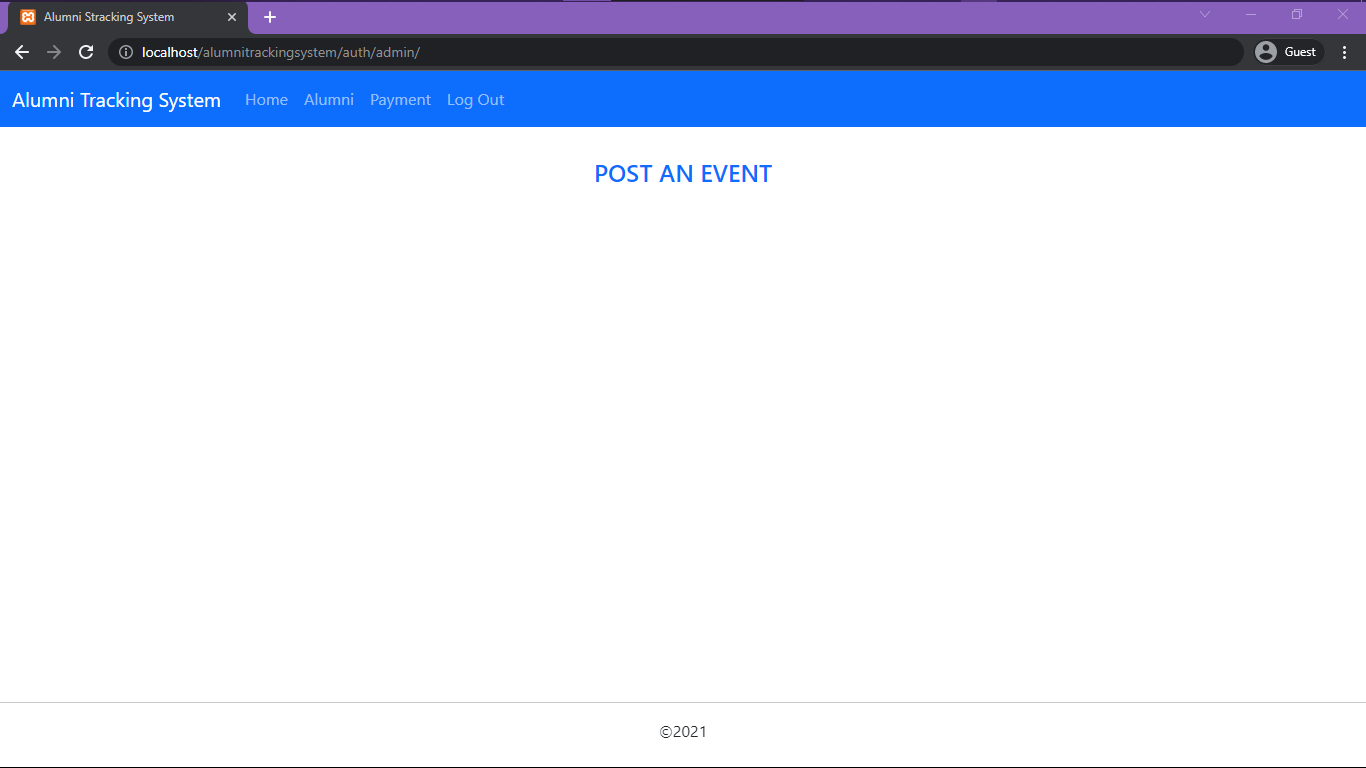 Alumni Stracking System
localhost/alumnitrackingsystem/auth/admin/
Guest
Alumni Tracking System Home Alumni Payment Log Out
POST AN EVENT
©2021